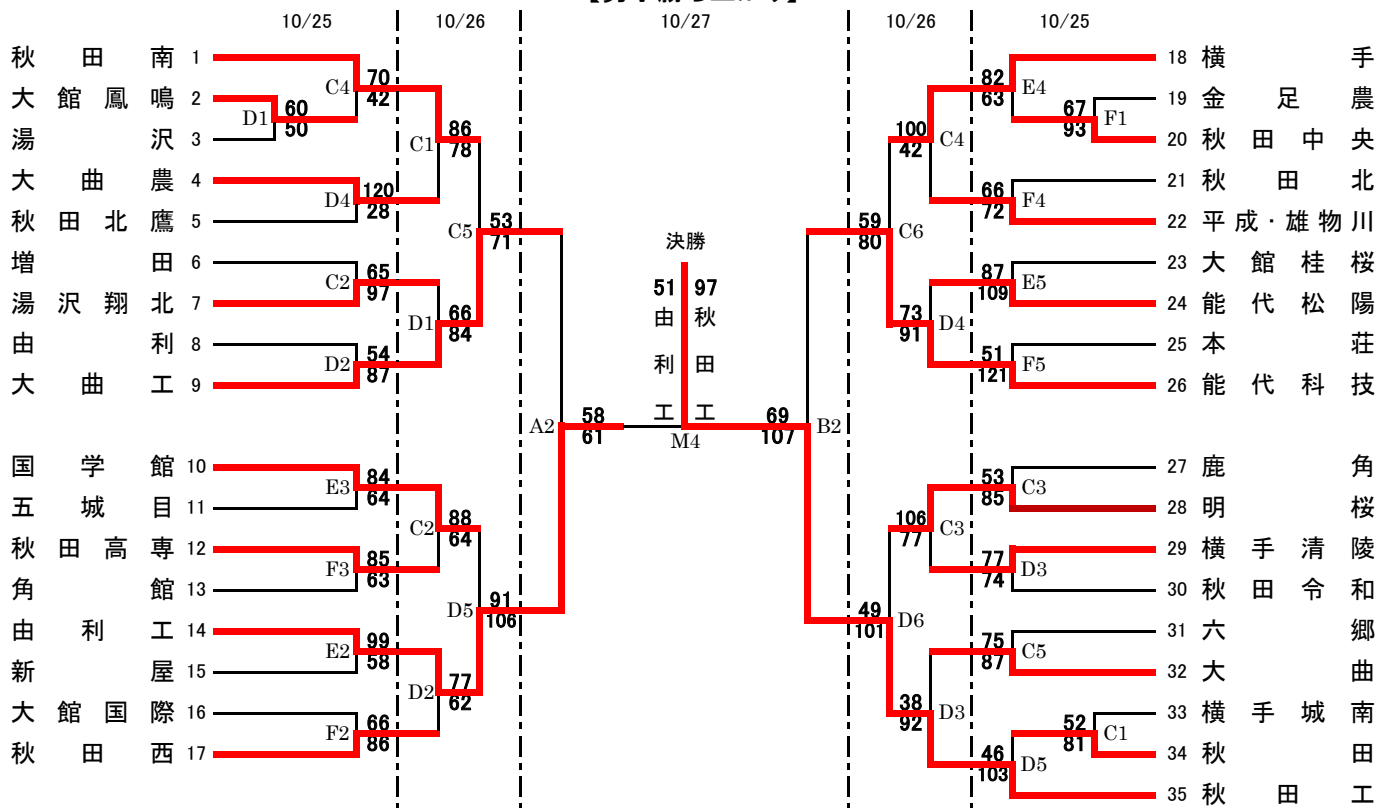 10/25 10/26 10/27 10/26 10/25
秋田南 1
大館鳳鳴 2
湯沢 3
大曲農 4
秋田北鷹 5
増田 6
湯沢翔北 7
由利 8
大曲工 9
国学館 10
五城目 11
秋田高専 12
角館 13
由利工 14
新屋 15
大館国際 16
秋田西 17
D1 60 50
C4 70 42
D4 120 28
C2 65 97
D2 54 87
E3 84 64
F3 85 63
E2 99 58
F2 66 86
C1 86 78
D1 66 84
C2 88 64
D2 77 62
C5 53 71
D5 91 106
A2 58 61
決勝
51 97
由利工
秋田工
M4
69 107 B2
59 80 C6
49 101 D6
100 42 C4
73 91 D4
106 77 C3
38 92 D3
82 63 E4
67 93 F1
66 72 F4
87 109 E5
51 121 F5
53 85 C3
77 74 D3
75 87 C5
52 81 C1
46 103 D5
18 横手
19 金足農
20 秋田中央
21 秋田北
22 平成・雄物川
23 大館桂桜
24 能代松陽
25 本荘
26 能代科技
27 鹿角
28 明桜
29 横手清陵
30 秋田令和
31 六郷
32 大曲
33 横手城南
34 秋田
35 秋田工